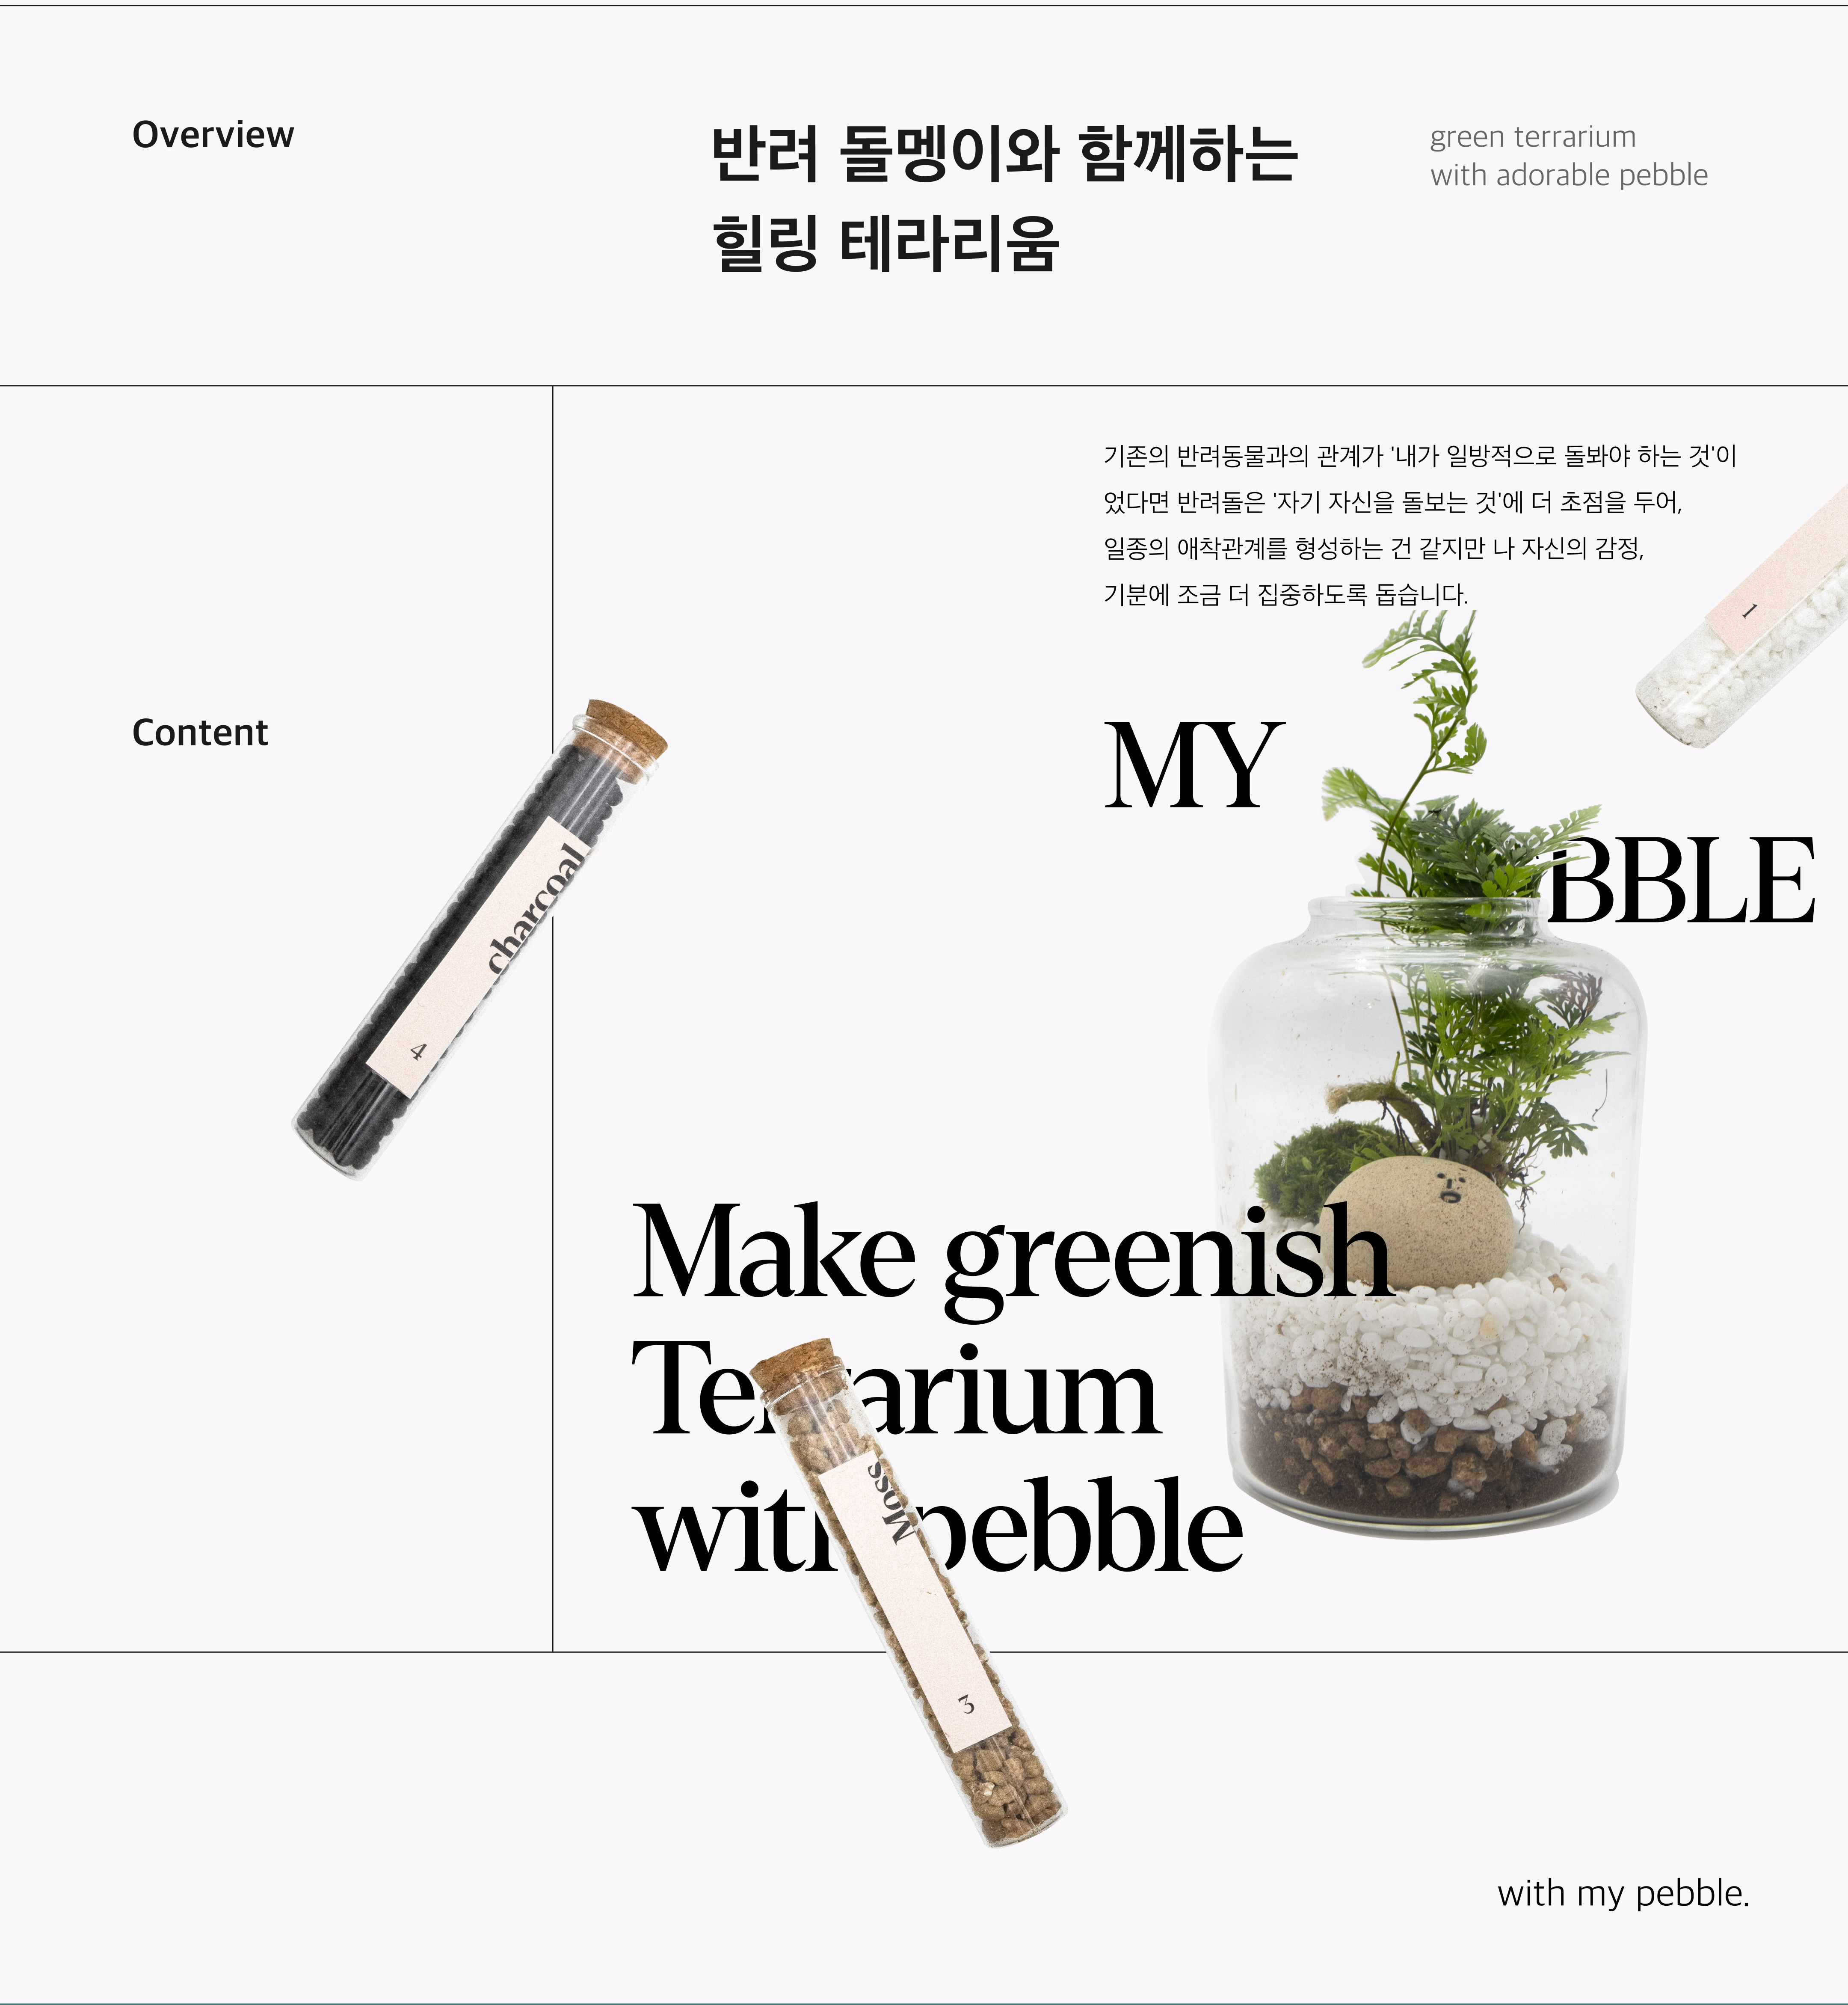 Overview
반려 돌멩이와 함께하는
힐링 테라리움
green terrarium
with adorable pebble
기존의 반려동물과의 관계가 '내가 일방적으로 돌봐야 하는 것'이
었다면 반려돌은 '자기 자신을 돌보는 것'에 더 초점을 두어,
일종의 애착관계를 형성하는 건 같지만 나 자신의 감정,
기분에 조금 더 집중하도록 돕습니다.
1
Content
MY
BBLE
charcoal
4
Make greenish
Terrarium
with pebble
Moss
3
with my pebble.